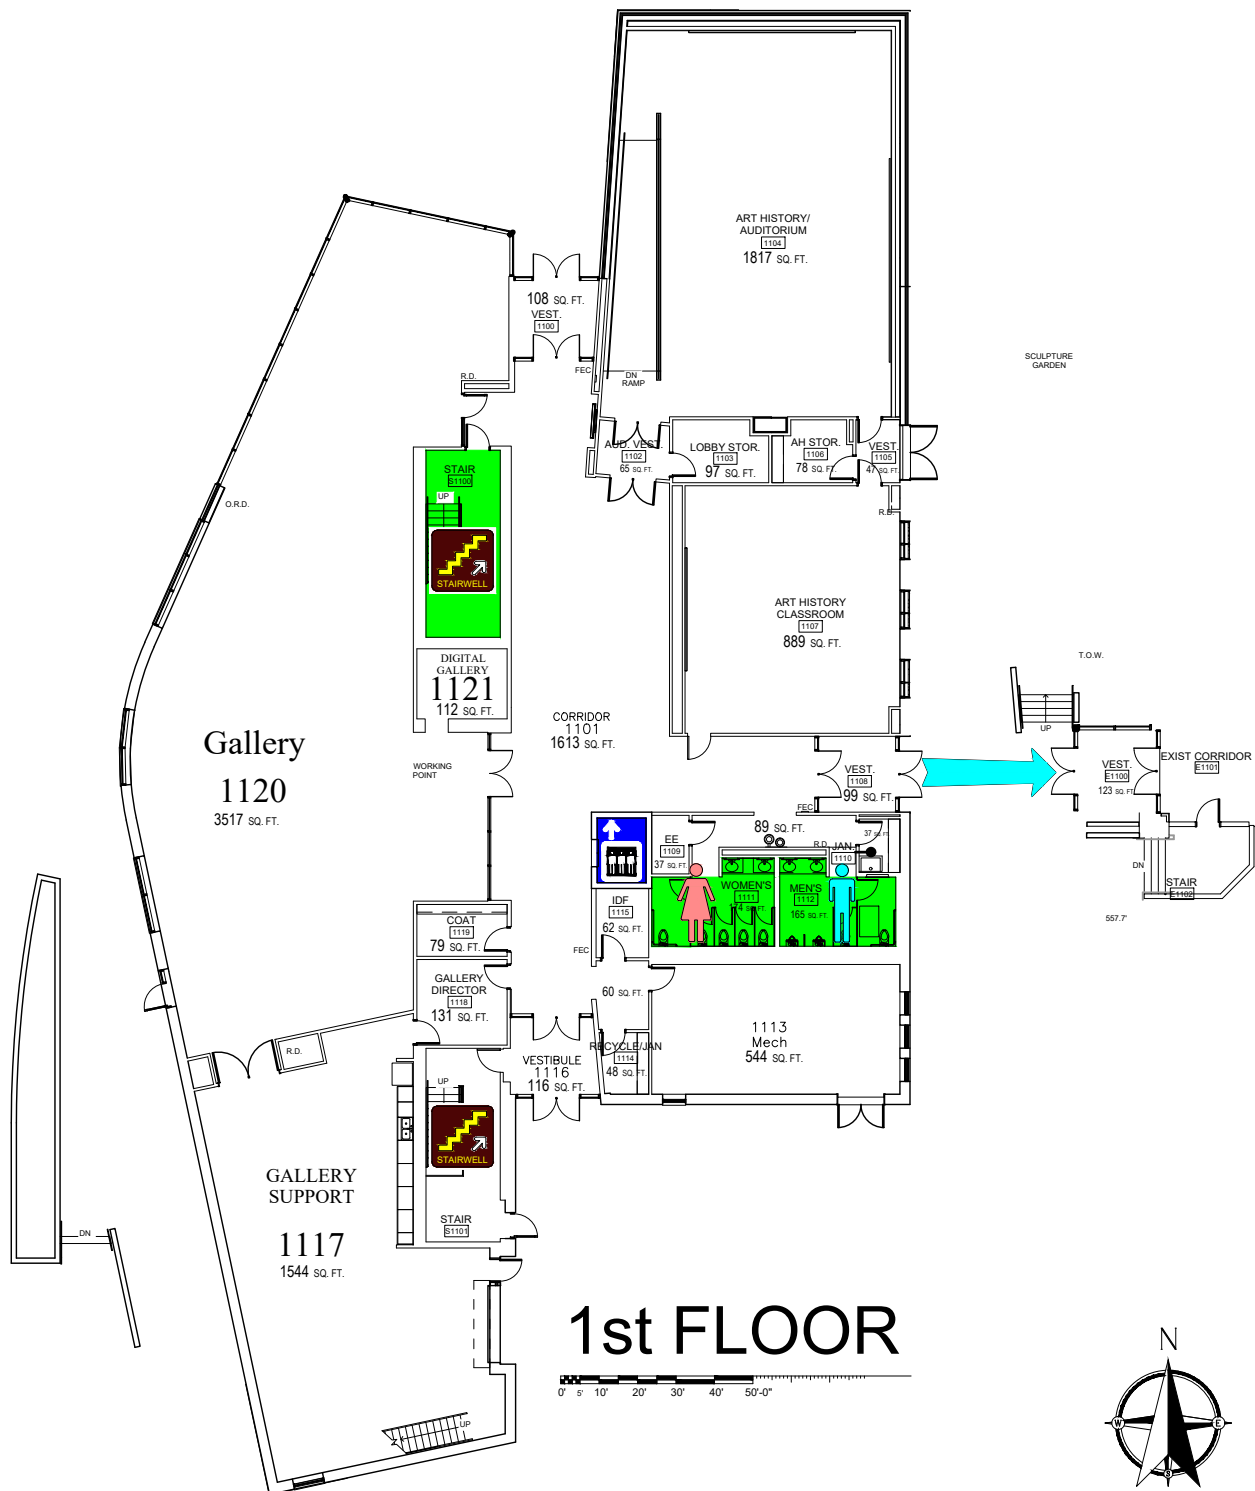 ART HISTORY/
AUDITORIUM
1104
1817 SQ. FT.
108 SQ. FT.
VEST.
1100
FEC
DN
RAMP
R.D.
SCULPTURE
GARDEN
AUD. VEST.
1102
65 SQ. FT.
LOBBY STOR.
1103
97 SQ. FT.
AH STOR.
1106
78 SQ. FT.
VEST.
1105
47 SQ. FT.
R.D.
STAIR
S1100
UP
STAIRWELL
O.R.D.
ART HISTORY
CLASSROOM
1107
889 SQ. FT.
DIGITAL
GALLERY
1121
112 SQ. FT.
T.O.W.
UP
CORRIDOR
1101
1613 SQ. FT.
Gallery
1120
3517 SQ. FT.
WORKING
POINT
VEST.
1108
99 SQ. FT.
VEST.
E1100
123 SQ. FT.
EXIST CORRIDOR
E1101
FEC
89 SQ. FT.
37 SQ. FT.
R.D.
EE
1109
37 SQ. FT.
JAN.
1110
WOMEN'S
1111
174 SQ. FT.
MEN'S
1112
165 SQ. FT.
DN
STAIR
E1102
557.7'
IDF
1115
62 SQ. FT.
COAT
1119
79 SQ. FT.
FEC
GALLERY
DIRECTOR
1118
131 SQ. FT.
60 SQ. FT.
1113
Mech
544 SQ. FT.
R.D.
VESTIBULE
1116
116 SQ. FT.
RECYCLE/JAN
1114
48 SQ. FT.
UP
STAIRWELL
STAIR
S1101
GALLERY
SUPPORT
1117
1544 SQ. FT.
DN
UP
1st FLOOR
0' 5' 10' 20' 30' 40' 50'-0"
N
W
E
S